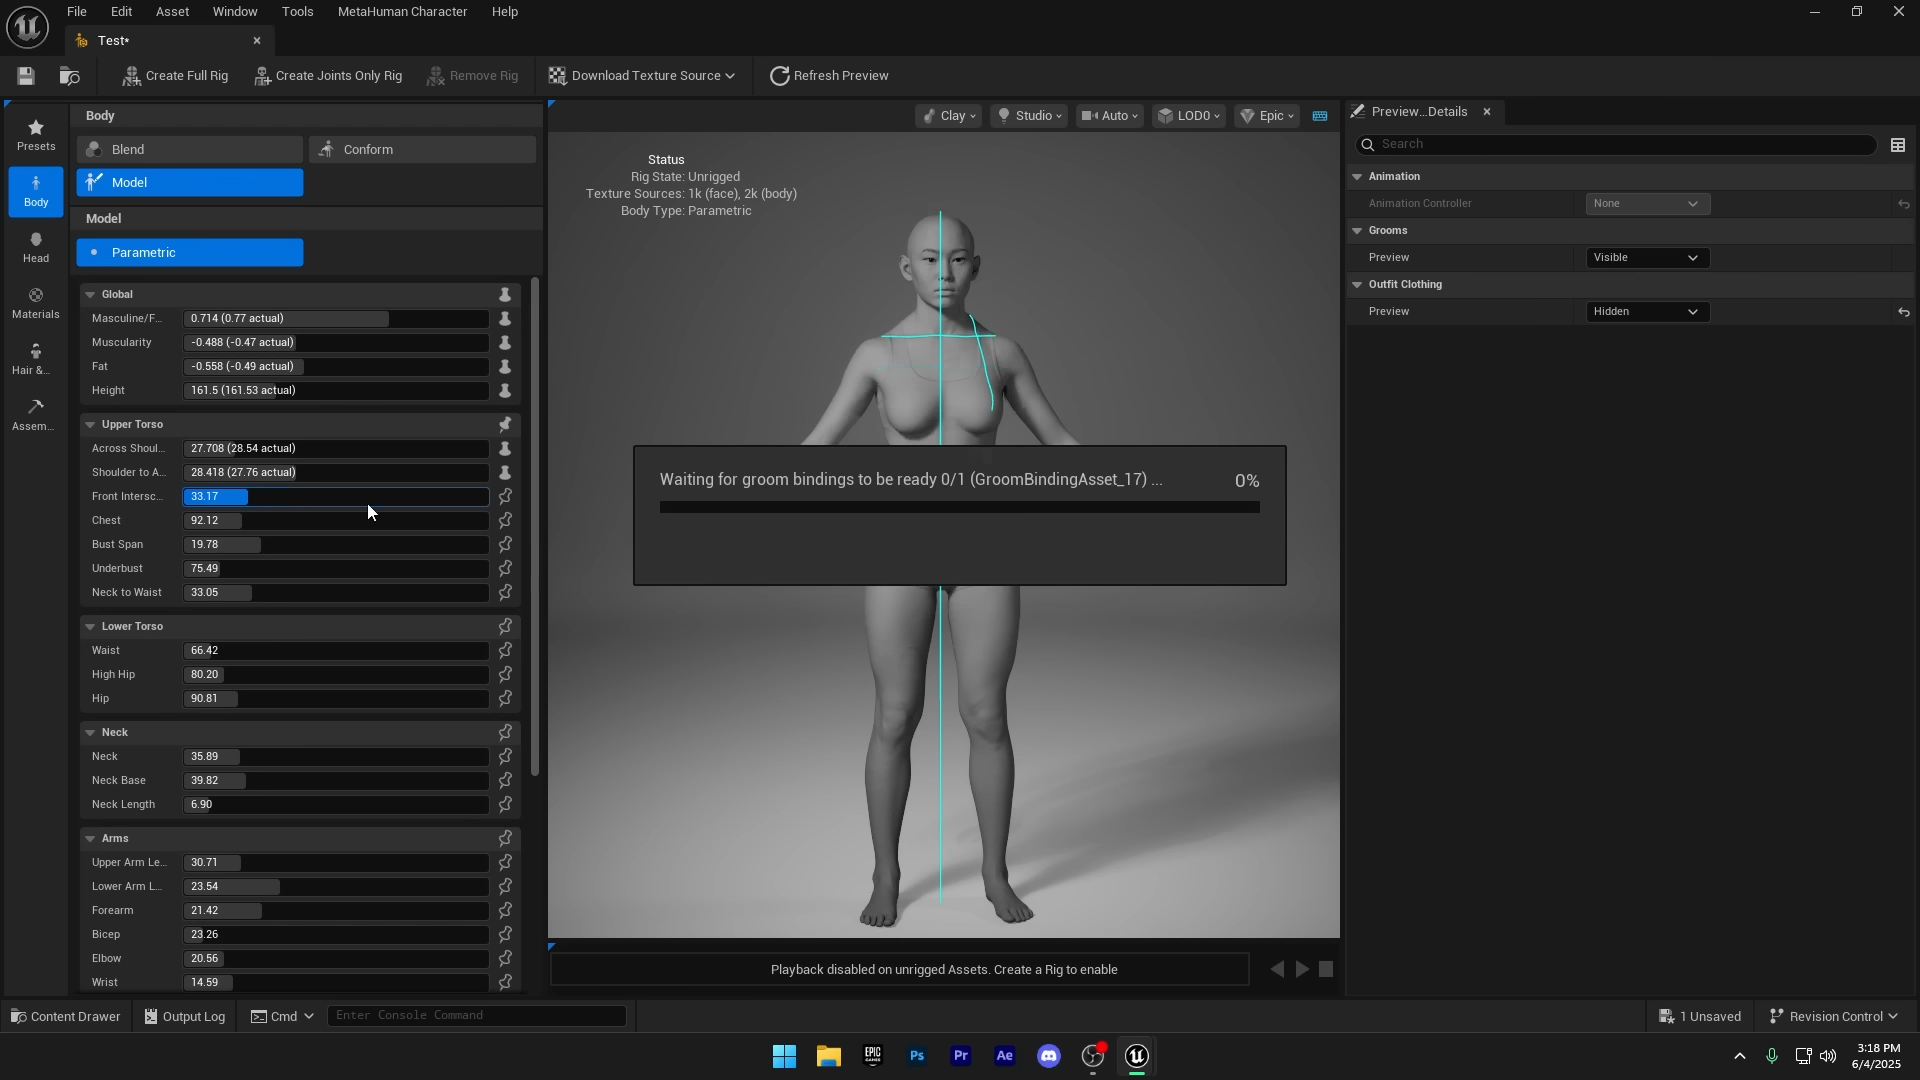 File Edit Asset Window Tools MetaHuman Character Help
Test*
Create Full Rig Create Joints Only Rig Remove Rig Download Texture Source Refresh Preview
Presets
Body
Head
Materials
Hair &...
Assem...
Body
Blend Conform
Model
Model
Parametric
Global
Masculine/F... 0.714 (0.77 actual)
Muscularity -0.488 (-0.47 actual)
Fat -0.558 (-0.49 actual)
Height 161.5 (161.53 actual)
Upper Torso
Across Shoul... 27.708 (28.54 actual)
Shoulder to A... 28.418 (27.76 actual)
Front Intersc... 33.17
Chest 92.12
Bust Span 19.78
Underbust 75.49
Neck to Waist 33.05
Lower Torso
Waist 66.42
High Hip 80.20
Hip 90.81
Neck
Neck 35.89
Neck Base 39.82
Neck Length 6.90
Arms
Upper Arm Le... 30.71
Lower Arm L... 23.54
Forearm 21.42
Bicep 23.26
Elbow 20.56
Wrist 14.59
Clay Studio Auto LOD0 Epic
Status
Rig State: Unrigged
Texture Sources: 1k (face), 2k (body)
Body Type: Parametric
Waiting for groom bindings to be ready 0/1 (GroomBindingAsset_17) ... 0%
Playback disabled on unrigged Assets. Create a Rig to enable
Preview...Details
Search
Animation
Animation Controller None
Grooms
Preview Visible
Outfit Clothing
Preview Hidden
Content Drawer Output Log Cmd Enter Console Command 1 Unsaved Revision Control
EPIC GAMES Ps Pr Ae
3:18 PM
6/4/2025